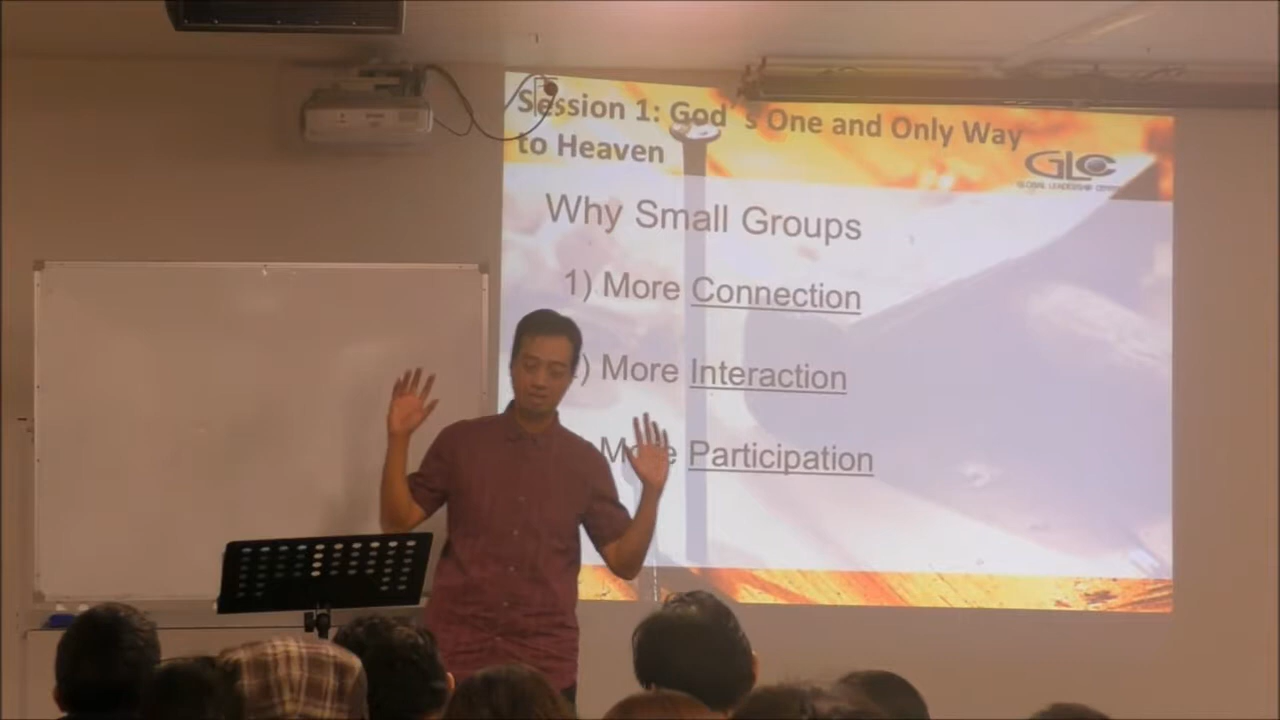 Session 1: God's One and Only Way
to Heaven
GLC
GLOBAL LEADERSHIP
Why Small Groups
1) More Connection
) More Interaction
More Participation